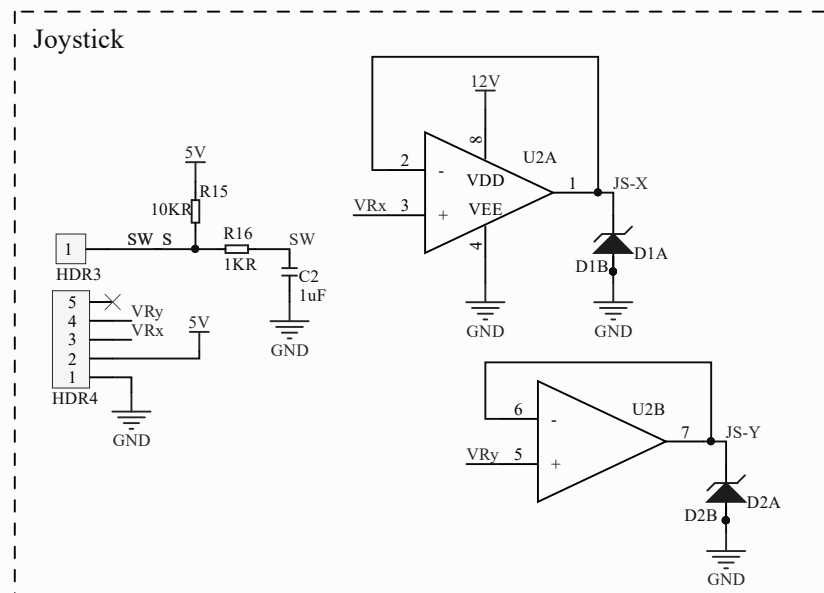 Joystick
5V
R15
10KR
R16
SW_S
SW
1
1KR
HDR3
C2
1uF
GND
5
4
VRy
3
VRx
5V
2
1
HDR4
GND
12V
8
U2A
2
-
VDD
1
JS-X
VRx
3
+
VEE
4
D1B
D1A
GND
GND
U2B
6
-
7
JS-Y
VRy
5
+
D2B
D2A
GND